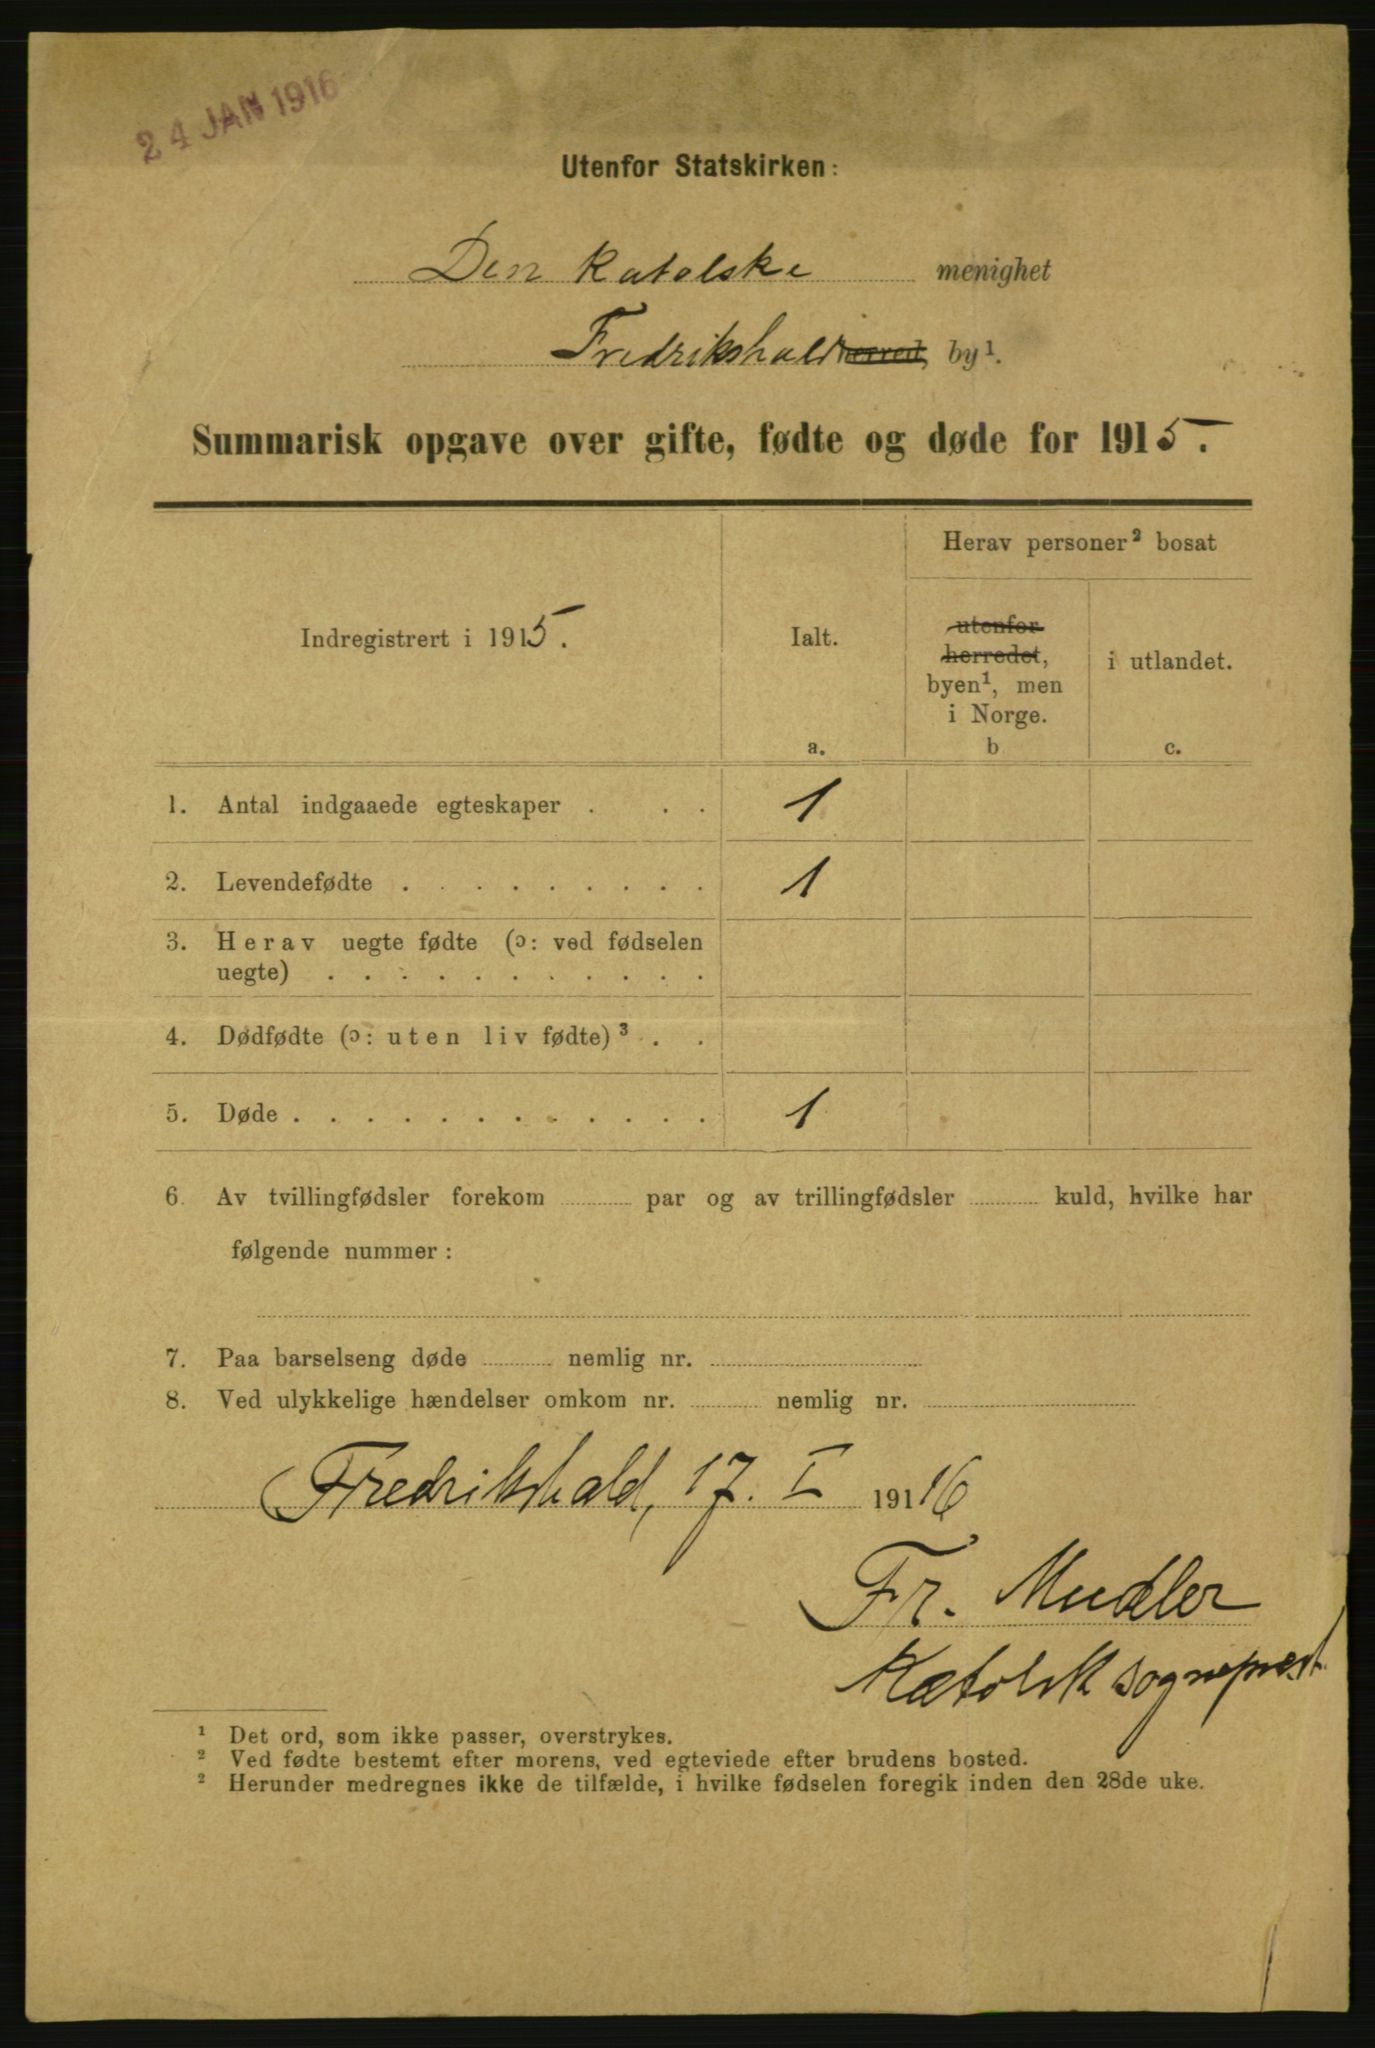 24 JAN 1916
Utenfor Statskirken:
Den katolske menighet
Fredrikshald herred, by¹.
Summarisk opgave over gifte, fødte og døde for 1915.
Herav personer² bosat
Indregistrert i 1915.
Ialt.
utenfor
herredet,
byen¹, men
i Norge.
i utlandet.
a.
b
c.
1. Antal indgaaede egteskaper . . . 1
2. Levendefødte . . . . . . . . . 1
3. Herav uegte fødte (ɔ: ved fødselen
uegte) . . . . . . . . . . .
4. Dødfødte (ɔ: uten liv fødte)³ . .
5. Døde . . . . . . . . . . . . 1
6. Av tvillingfødsler forekom par og av trillingfødsler kuld, hvilke har
følgende nummer :
7. Paa barselseng døde nemlig nr.
8. Ved ulykkelige hændelser omkom nr. nemlig nr.
Fredrikshald, 17. I 191 16
Fr. Mudler
Katolsk sogneprest
¹ Det ord, som ikke passer, overstrykes.
² Ved fødte bestemt efter morens, ved egteviede efter brudens bosted.
² Herunder medregnes ikke de tilfælde, i hvilke fødselen foregik inden den 28de uke.